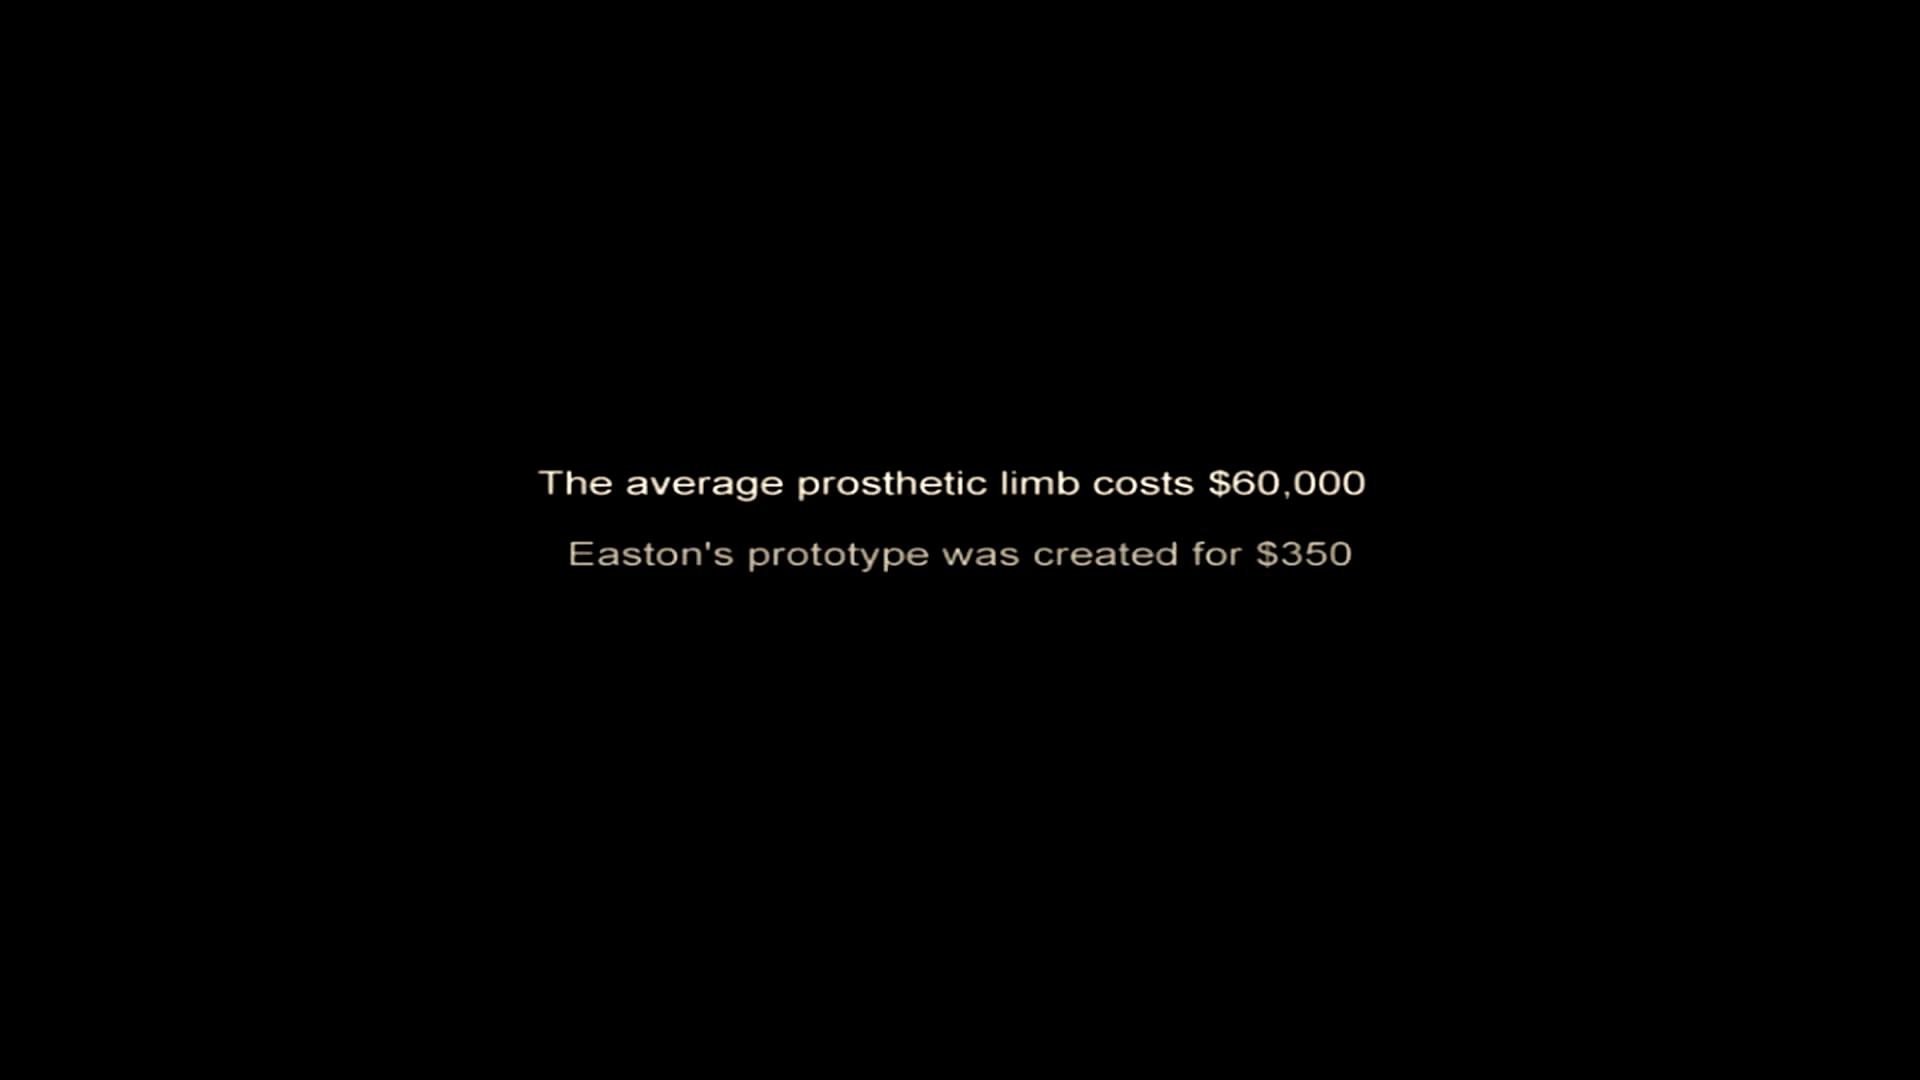 The average prosthetic limb costs $60,000
Easton's prototype was created for $350